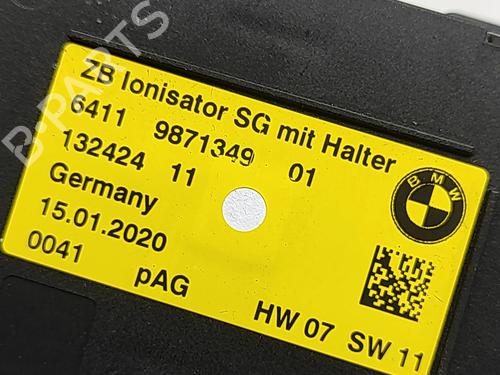 ZB Ionisator SG mit Halter
6411 9871349 01
132424 11
Germany
15.01.2020
0041 pAG
HW 07 SW 11
BMW
B-PARTS